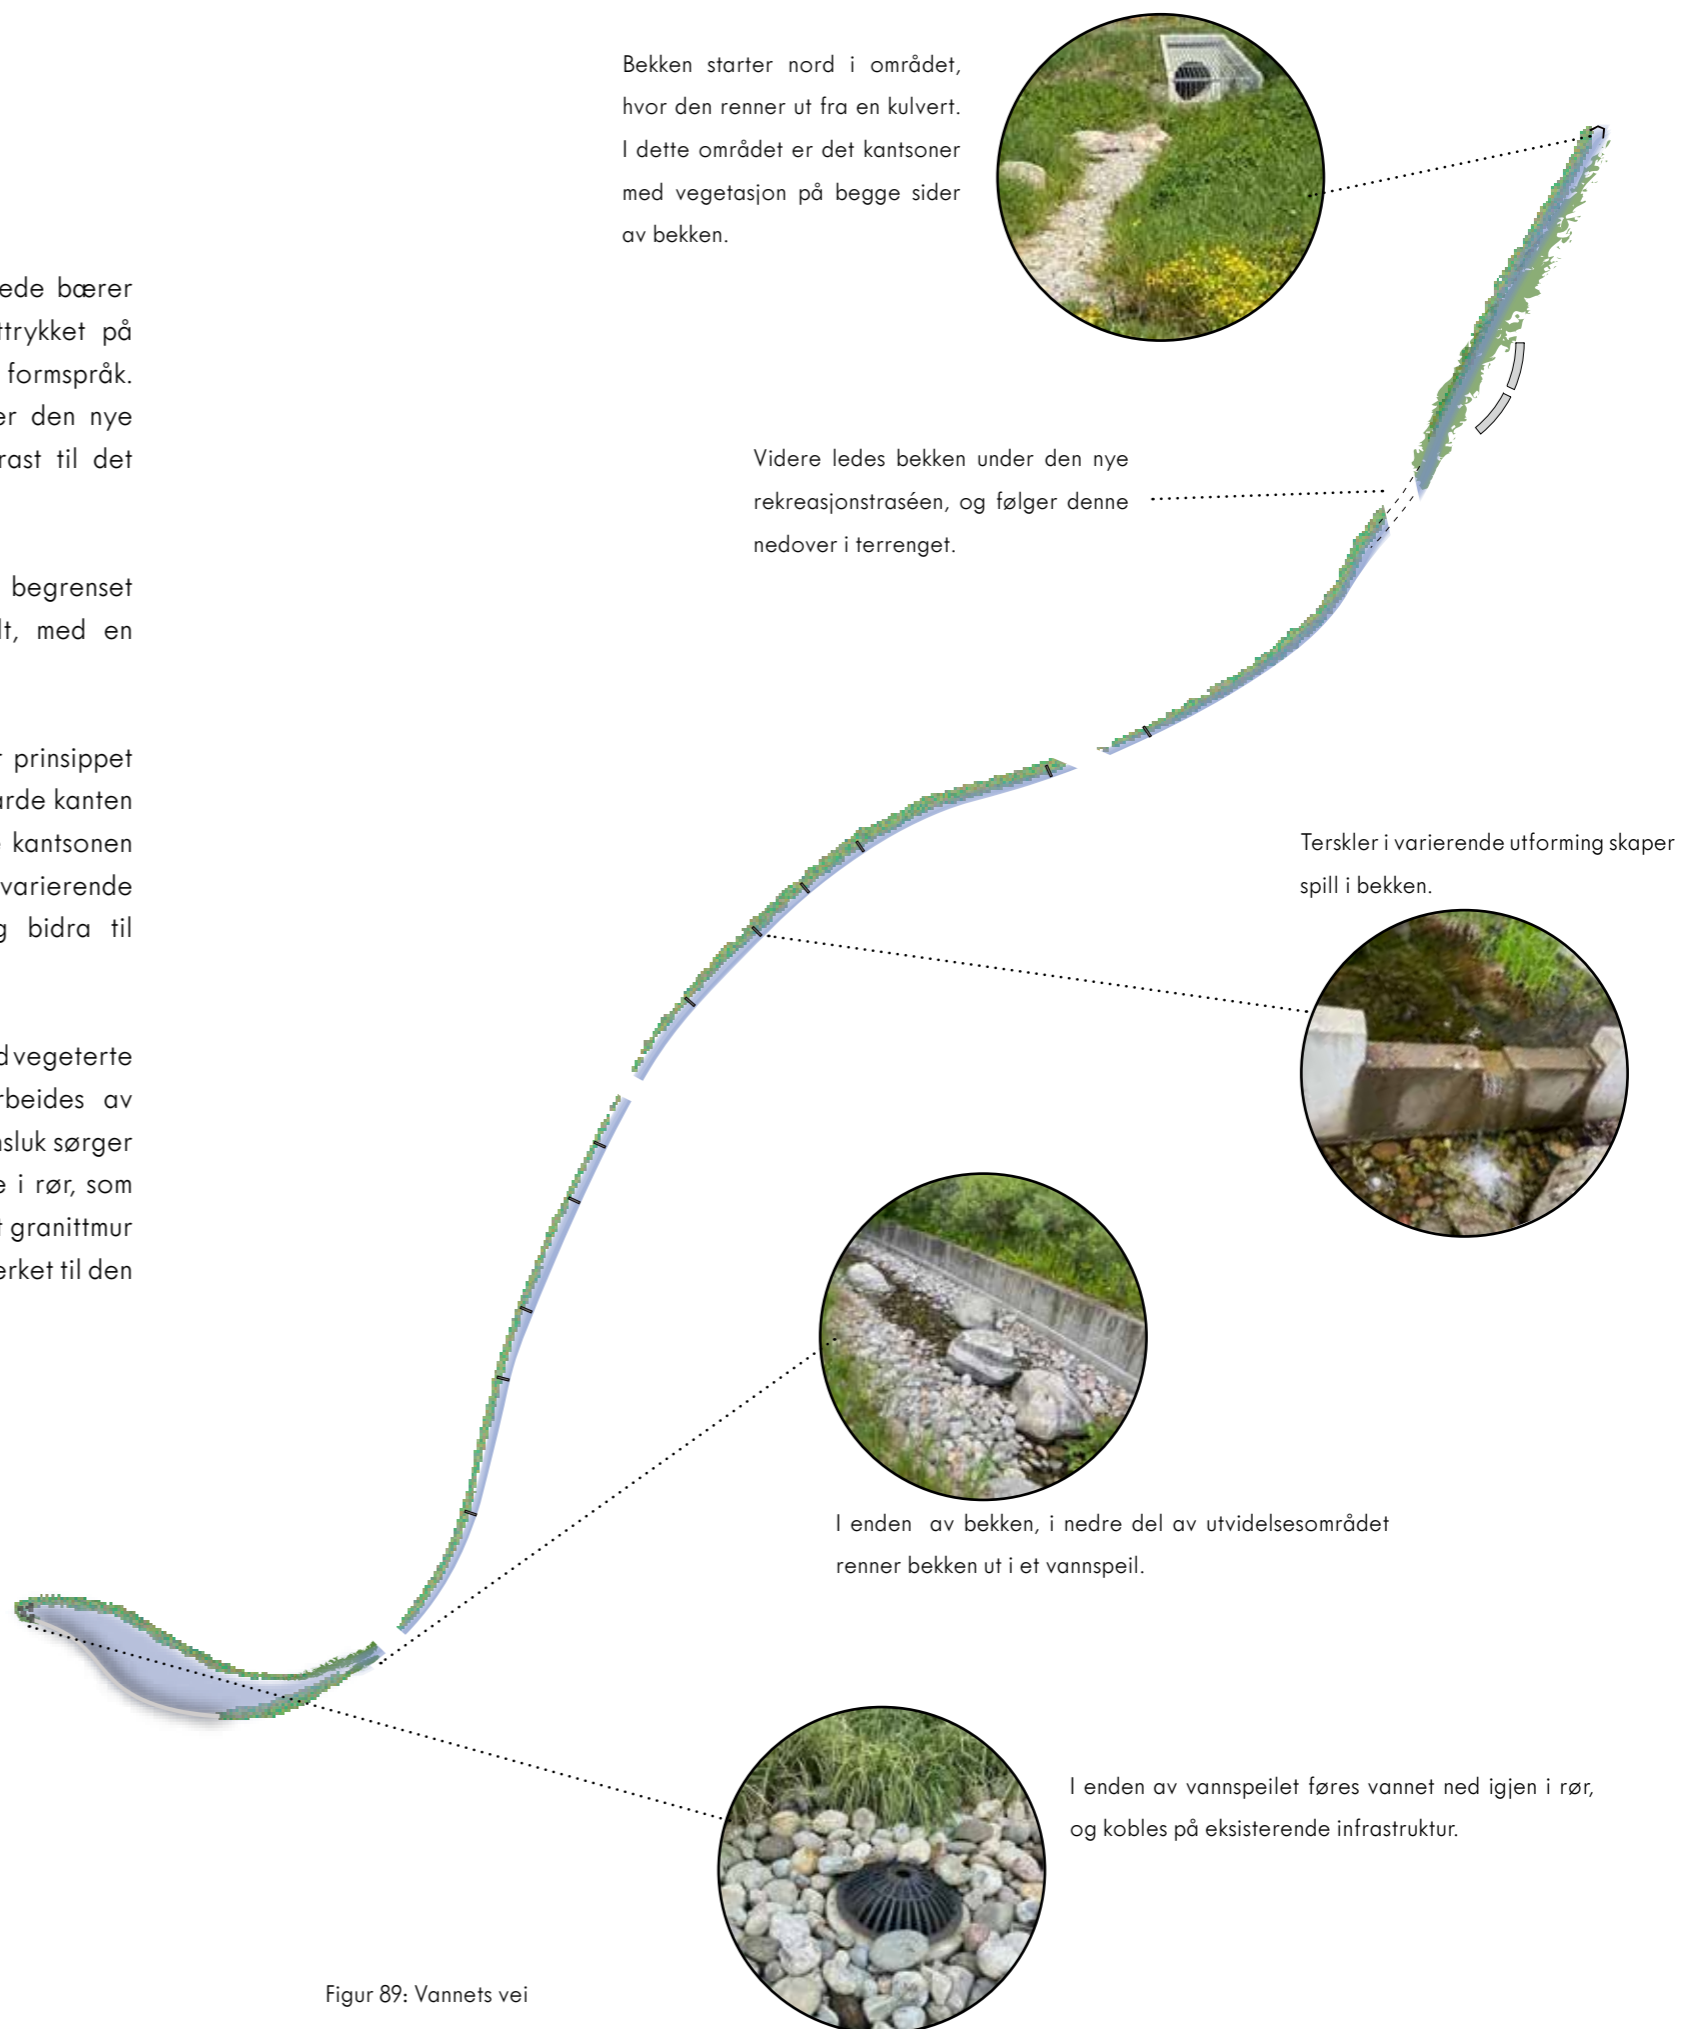 ede bærer
ttrykket på
formspråk.
er den nye
rast til det
begrenset
lt, med en
prinsippet
arde kanten
kantsonen
varierende
g bidra til
dvegeterte
rbeides av
nsluk sørger
e i rør, som
t granittmur
erket til den
Bekken starter nord i området,
hvor den renner ut fra en kulvert.
I dette området er det kantsoner
med vegetasjon på begge sider
av bekken.
Videre ledes bekken under den nye
rekreasjonstraséen, og følger denne
nedover i terrenget.
Terskler i varierende utforming skaper
spill i bekken.
I enden av bekken, i nedre del av utvidelsesområdet
renner bekken ut i et vannspeil.
I enden av vannspeilet føres vannet ned igjen i rør,
og kobles på eksisterende infrastruktur.
Figur 89: Vannets vei